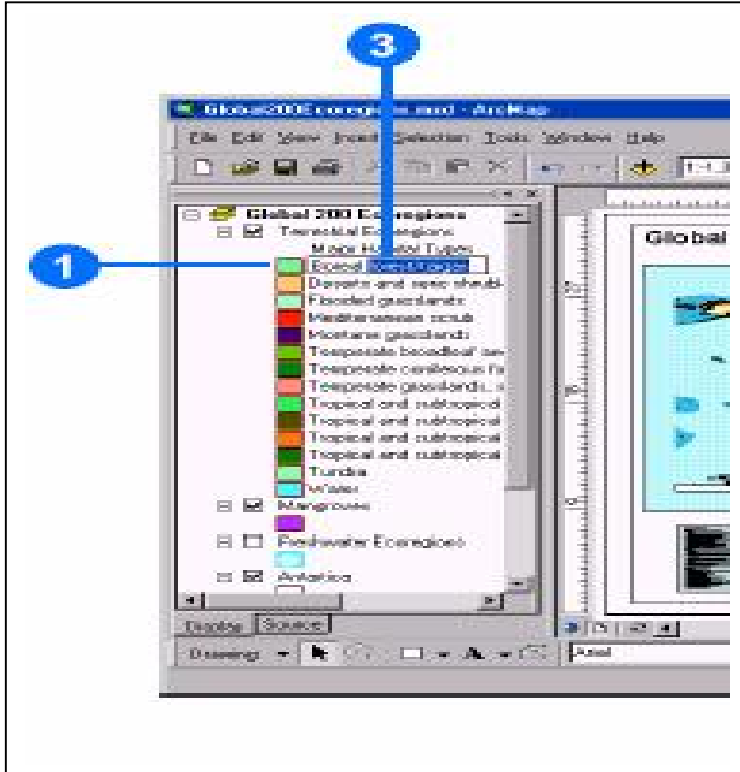 3
Global200Ecoregions.mxd - ArcMap
File Edit View Insert Selection Tools Window Help
Global 200 Ecoregions
Terrestrial Ecoregions
Major Habitat Types
1
Boreal forest/taiga
Deserts and xeric shrubl
Flooded grasslands
Mediterranean scrub
Montane grasslands
Temperate broadleaf an
Temperate coniferous fo
Temperate grasslands, s
Tropical and subtropical
Tropical and subtropical
Tropical and subtropical
Tropical and subtropical
Tundra
Water
Mangroves
Freshwater Ecoregions
Antartica
Display Source
Drawing A Arial
Global